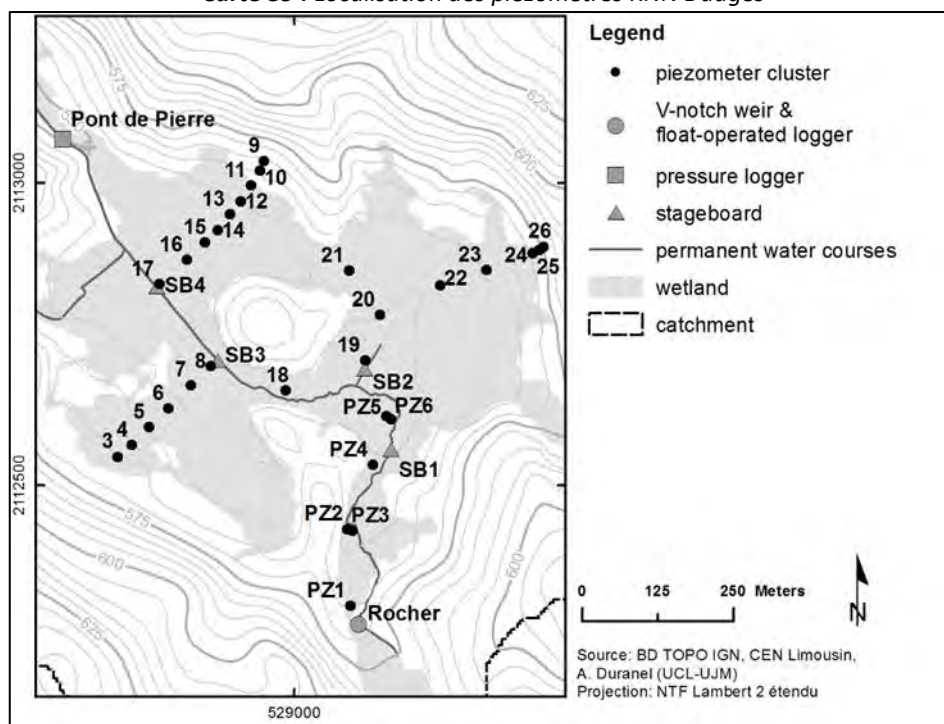 Localisation des piézomètres RNN Dauges
575
625
600
Pont de Pierre
9
10
11
12
13
14
15
16
17
SB4
2113000
21
20
22
23
24
25
26
19
SB2
SB3
8
7
6
5
4
3
18
PZ5
PZ6
PZ4
SB1
2112500
575
600
625
600
PZ2
PZ3
PZ1
Rocher
529000
Legend
piezometer cluster
V-notch weir &
float-operated logger
pressure logger
stageboard
permanent water courses
wetland
catchment
0 125 250 Meters
N
Source: BD TOPO IGN, CEN Limousin,
A. Duranel (UCL-UJM)
Projection: NTF Lambert 2 étendu